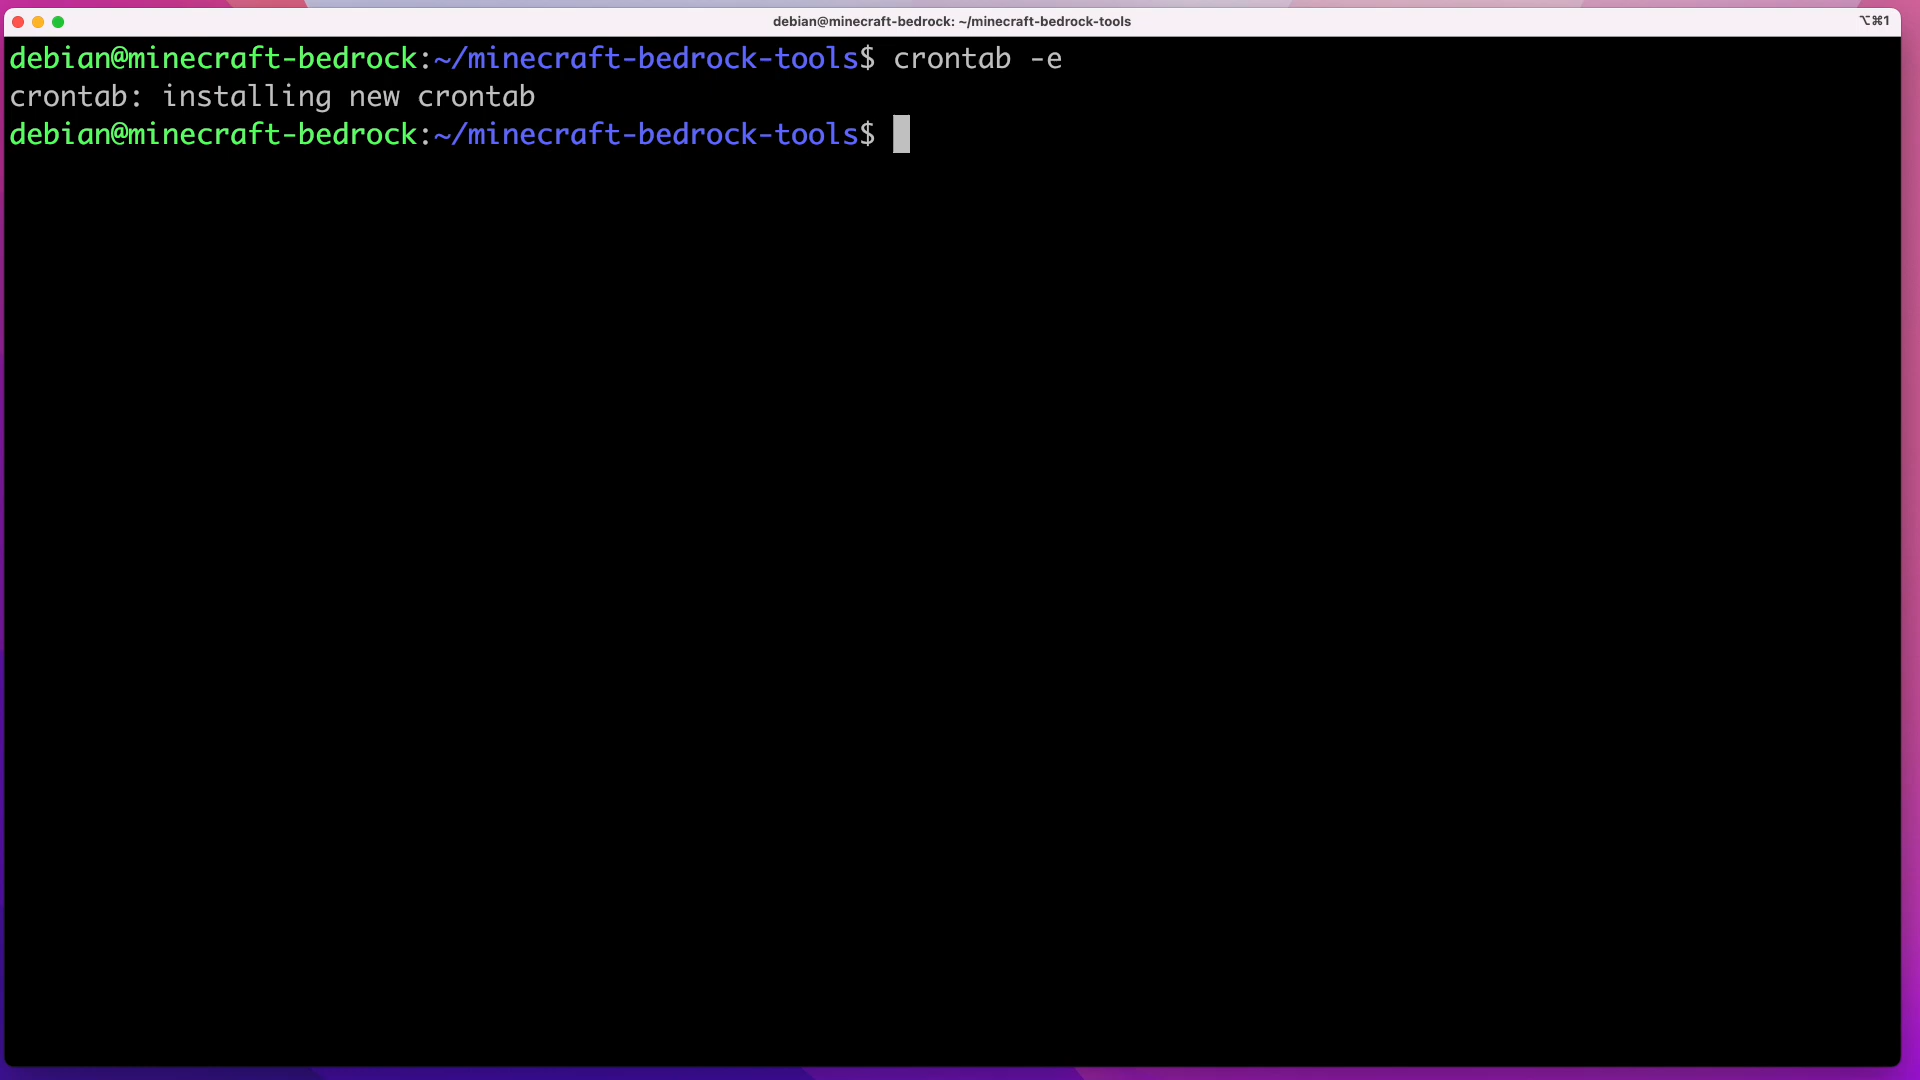 debian@minecraft-bedrock: ~/minecraft-bedrock-tools
⌥⌘1
debian@minecraft-bedrock:~/minecraft-bedrock-tools$ crontab -e
crontab: installing new crontab
debian@minecraft-bedrock:~/minecraft-bedrock-tools$